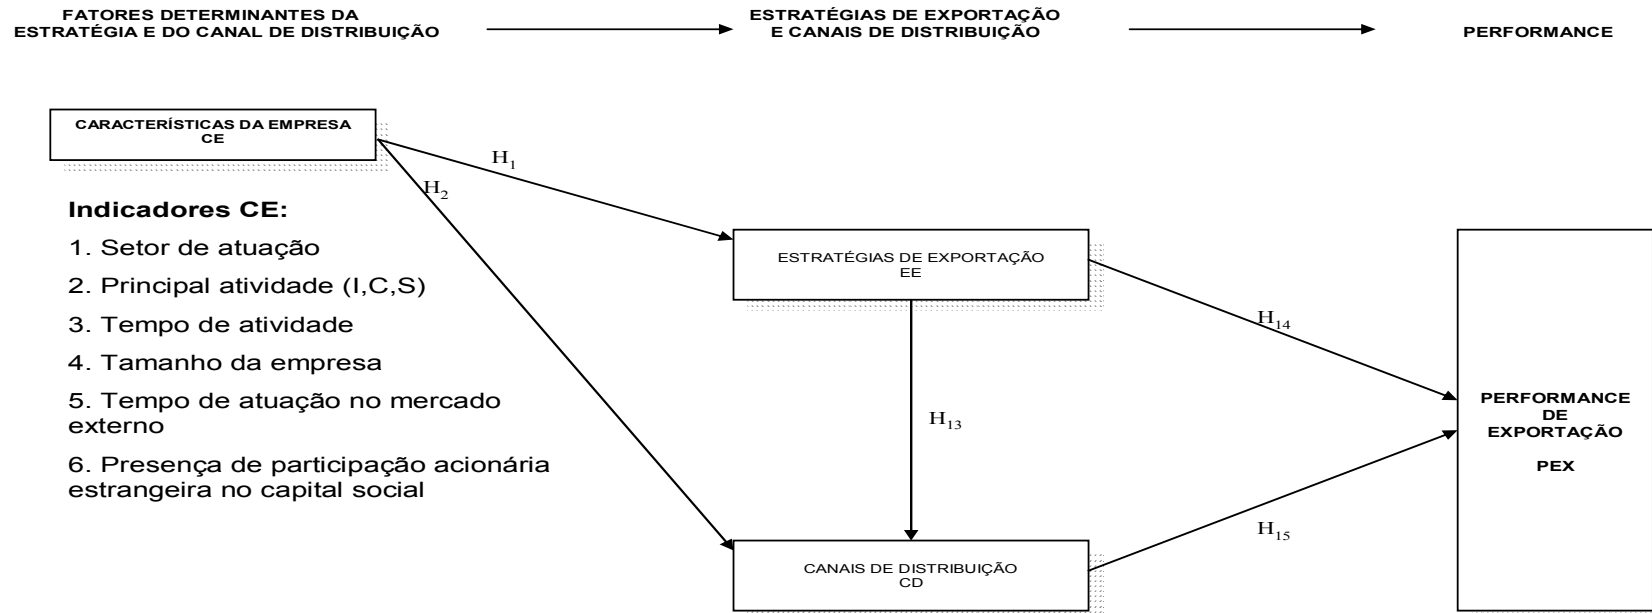 FATORES DETERMINANTES DA
ESTRATÉGIA E DO CANAL DE DISTRIBUIÇÃO
ESTRATÉGIAS DE EXPORTAÇÃO
E CANAIS DE DISTRIBUIÇÃO
PERFORMANCE
CARACTERÍSTICAS DA EMPRESA
CE
H1
H2
Indicadores CE:
1. Setor de atuação
2. Principal atividade (I,C,S)
3. Tempo de atividade
4. Tamanho da empresa
5. Tempo de atuação no mercado
externo
6. Presença de participação acionária
estrangeira no capital social
ESTRATÉGIAS DE EXPORTAÇÃO
EE
H14
H13
PERFORMANCE
DE
EXPORTAÇÃO
PEX
H15
CANAIS DE DISTRIBUIÇÃO
CD